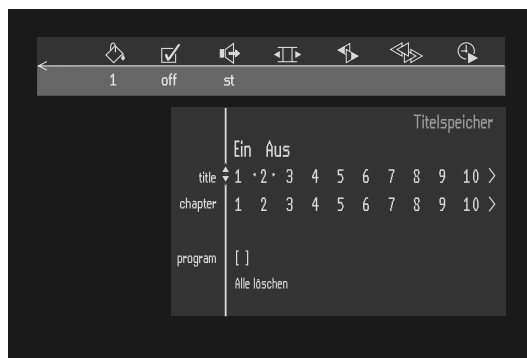 1 off st
Titelspeicher
Ein Aus
title 1 2 3 4 5 6 7 8 9 10 >
chapter 1 2 3 4 5 6 7 8 9 10 >
program [ ]
Alle löschen